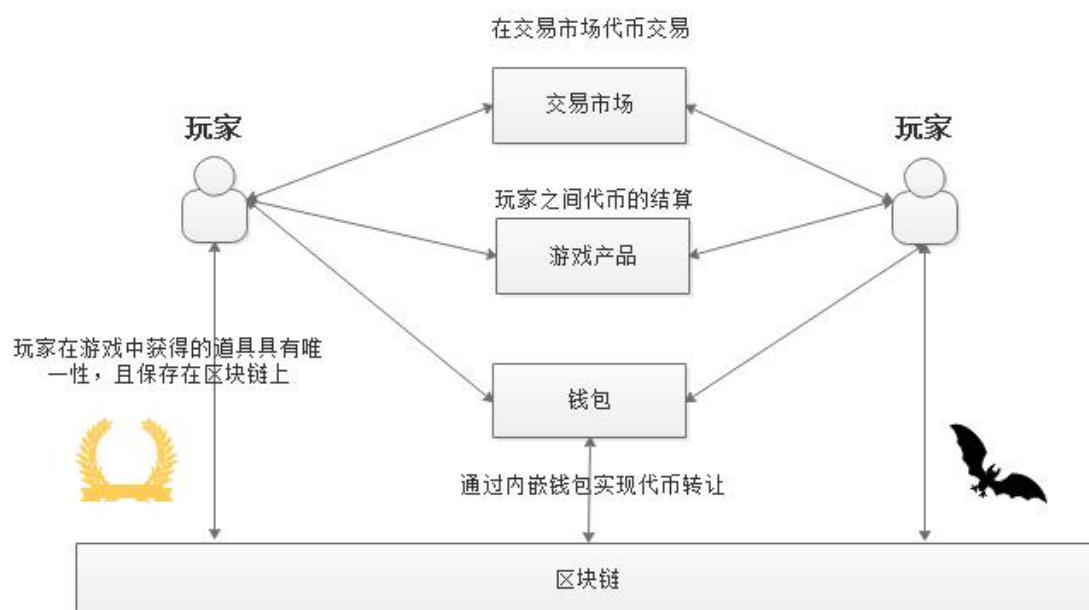 在交易市场代币交易
交易市场
玩家
玩家
玩家之间代币的结算
游戏产品
玩家在游戏中获得的道具具有唯
一性，且保存在区块链上
钱包
通过内嵌钱包实现代币转让
区块链